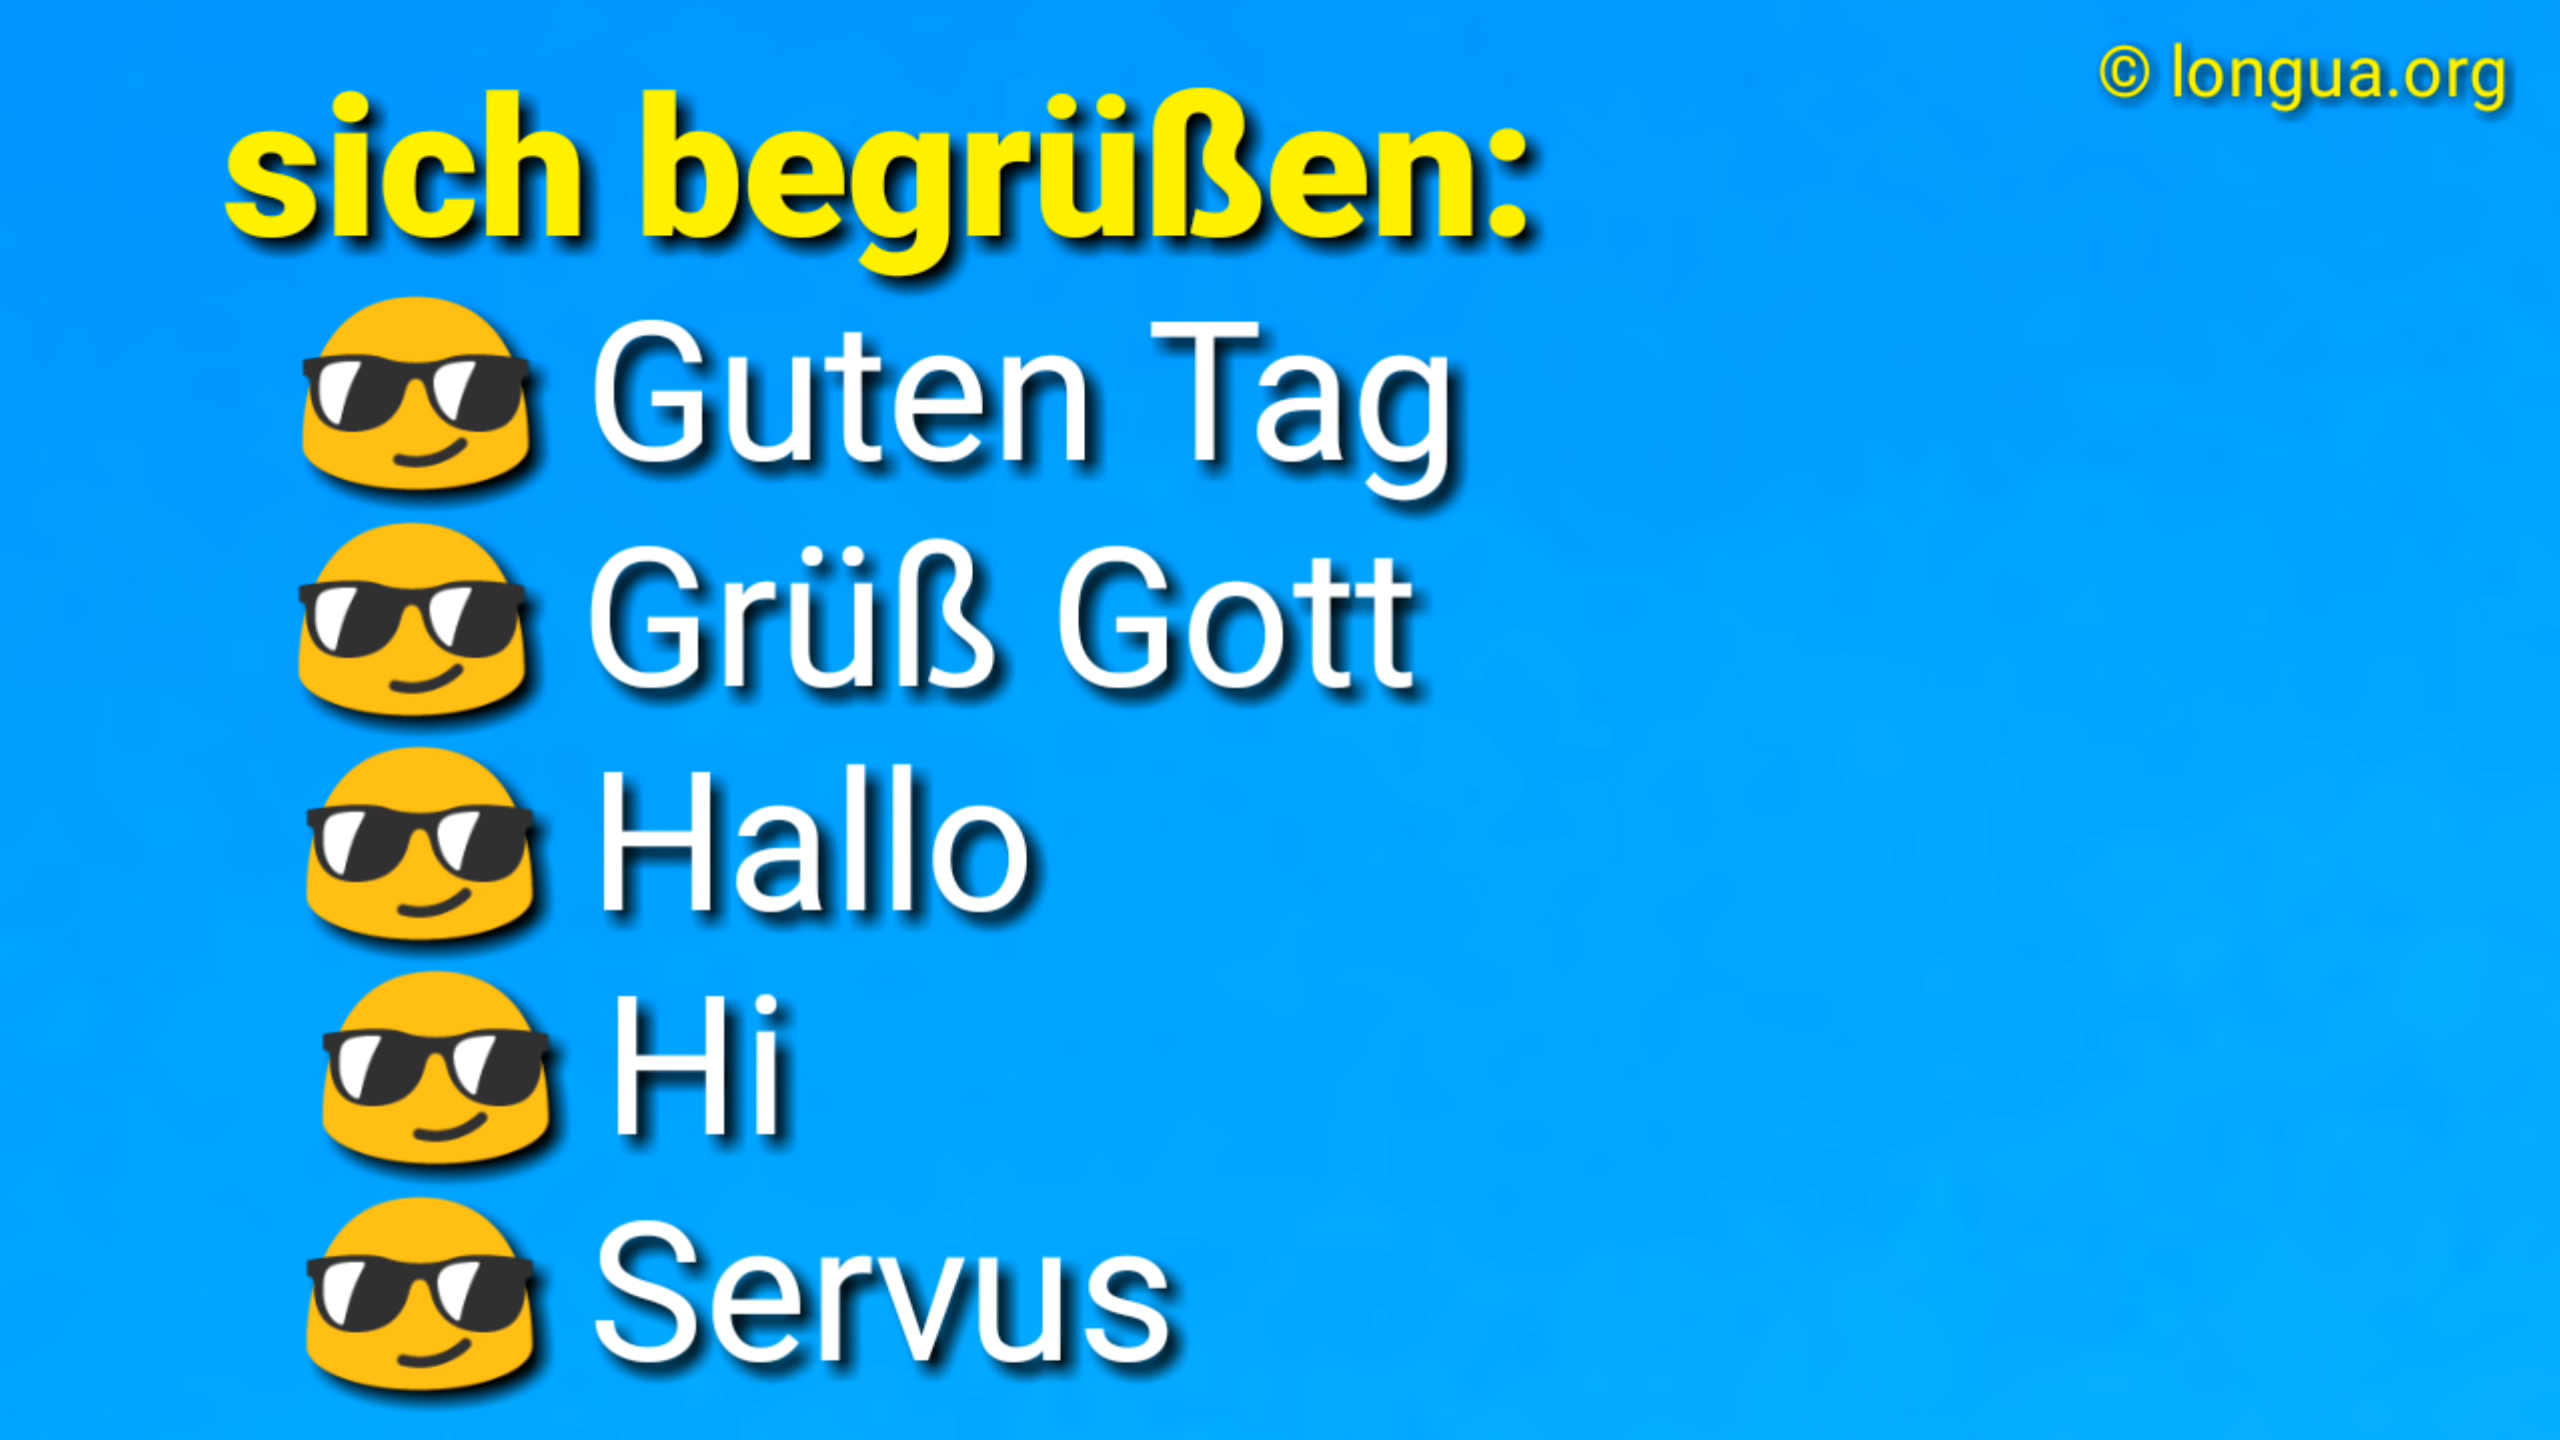 © longua.org
sich begrüßen:
😎 Guten Tag
😎 Grüß Gott
😎 Hallo
😎 Hi
😎 Servus